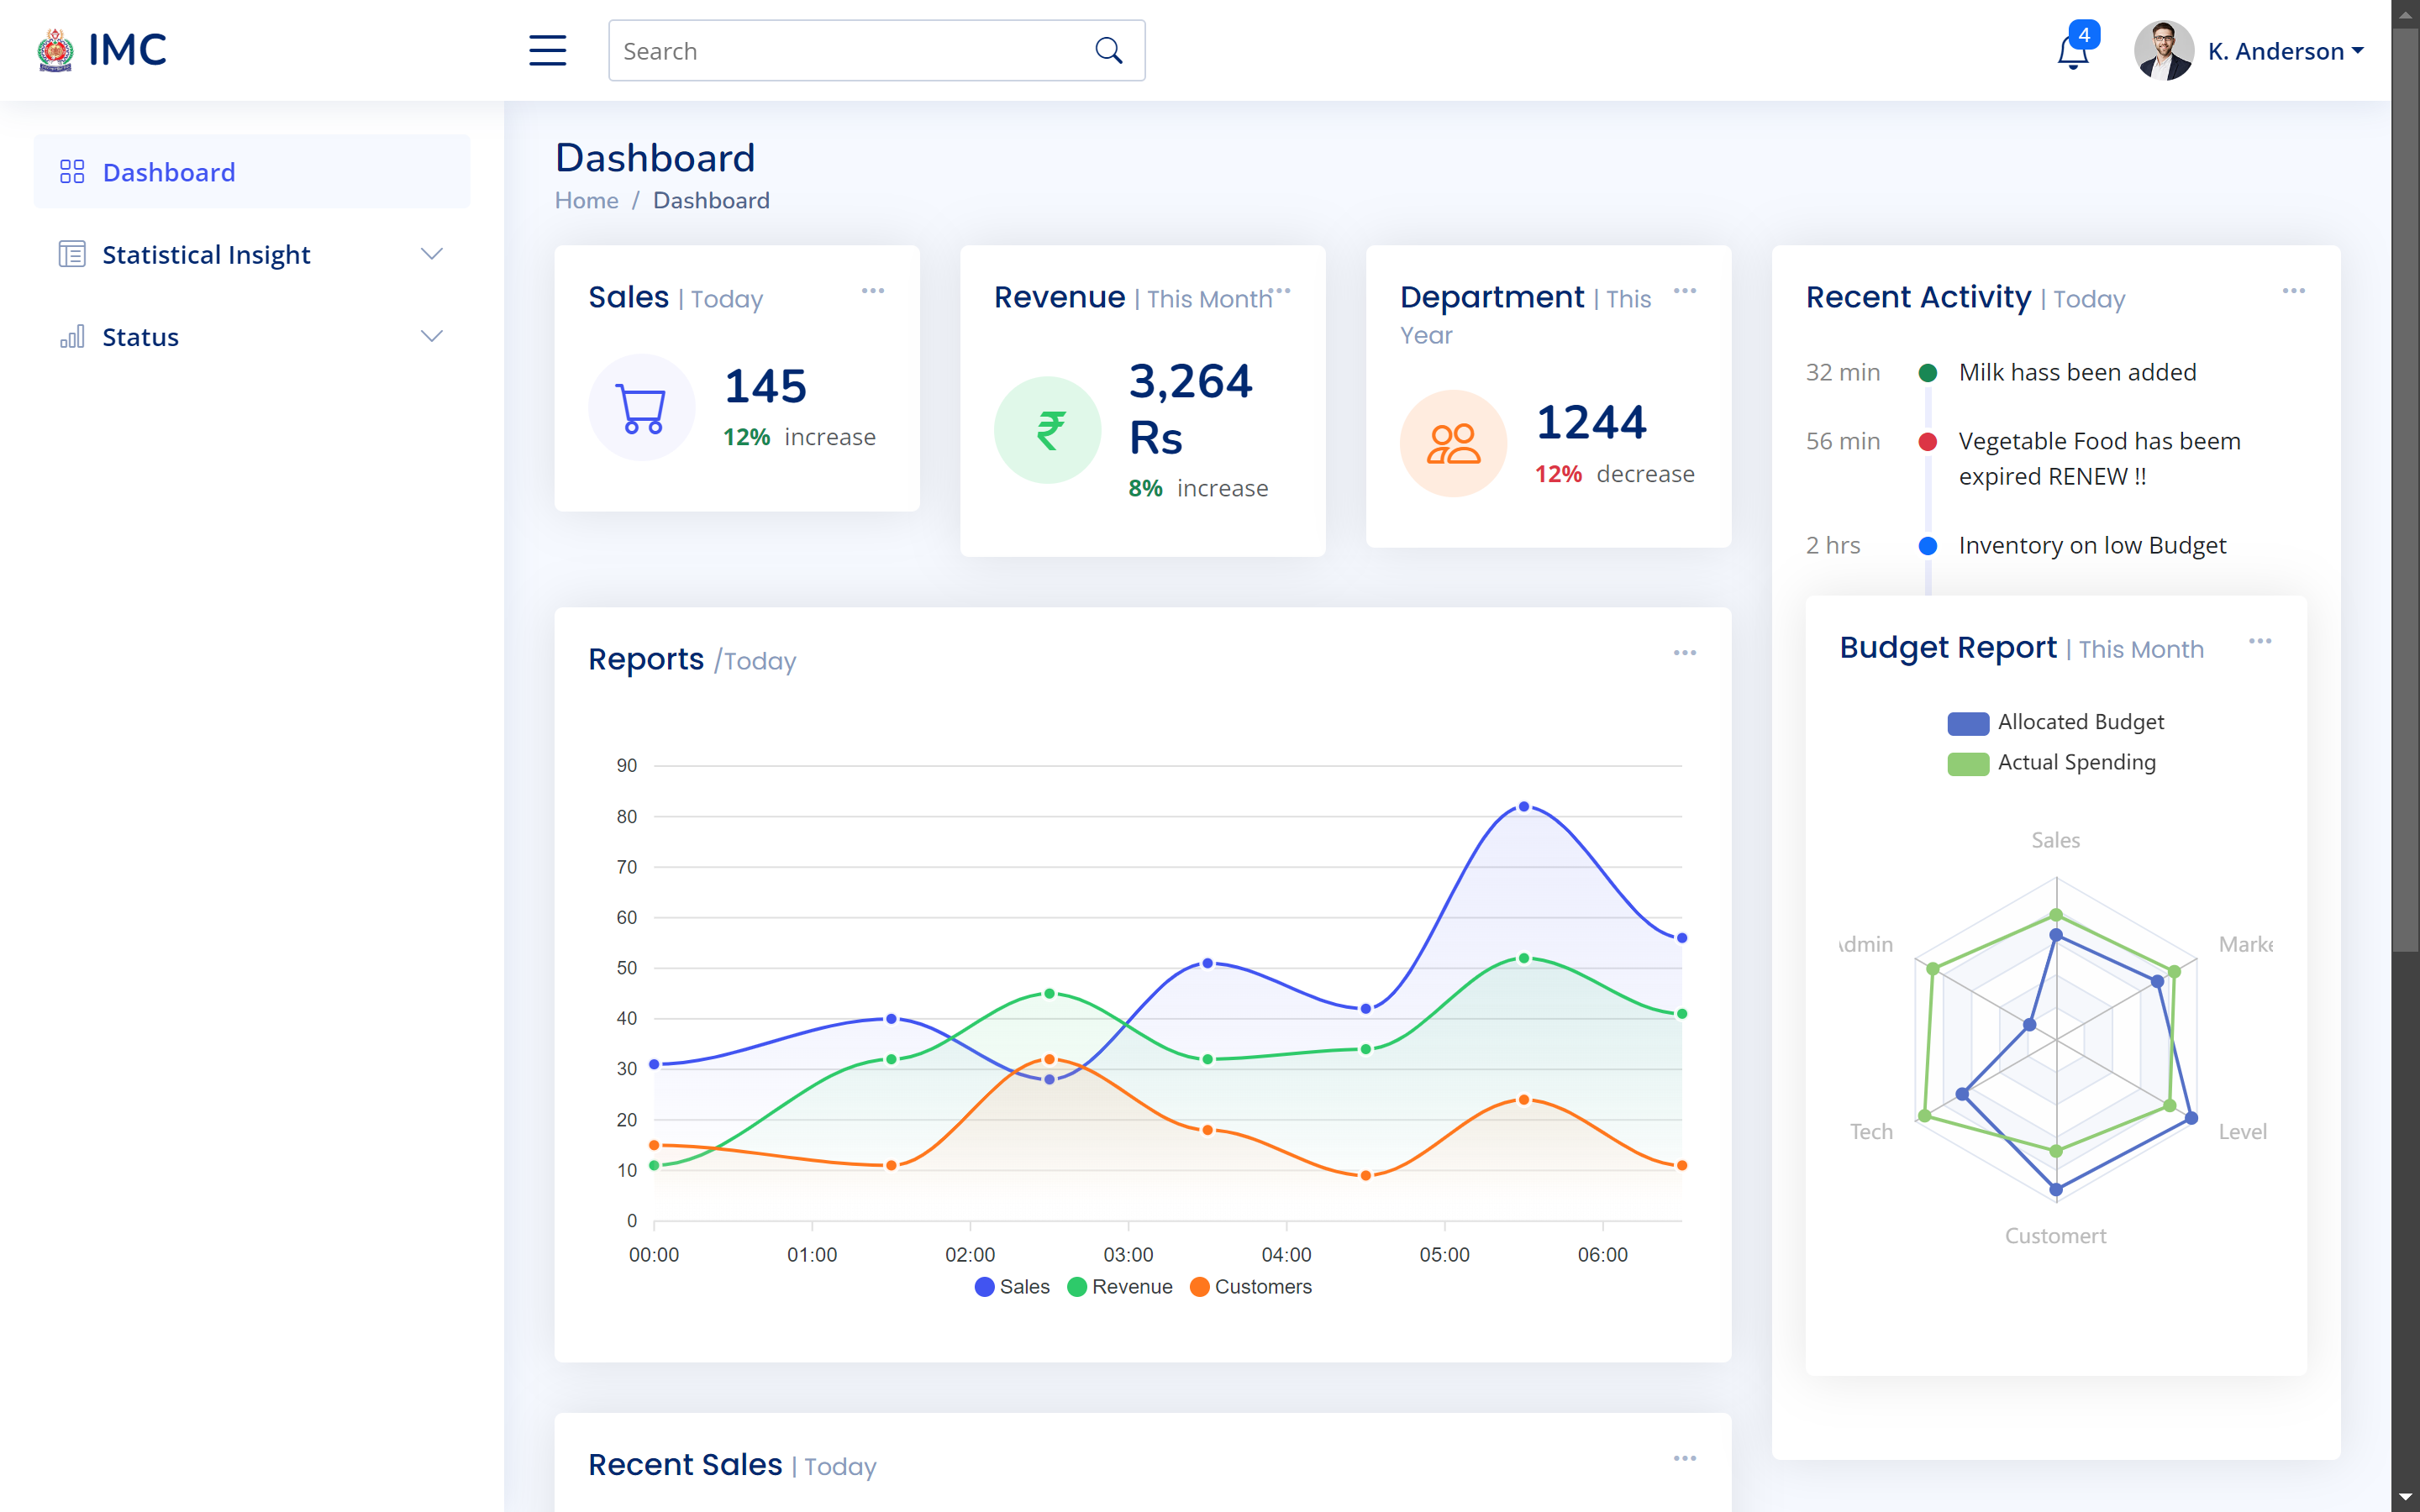 IMC
Search
4
K. Anderson
Dashboard
Statistical Insight
Status
Dashboard
Home / Dashboard
Sales | Today
145
12% increase
Revenue | This Month
₹
3,264
Rs
8% increase
Department | This
Year
1244
12% decrease
Recent Activity | Today
32 min Milk hass been added
56 min Vegetable Food has beem
expired RENEW !!
2 hrs Inventory on low Budget
Budget Report | This Month
Allocated Budget
Actual Spending
Sales
Marke
Level
Customert
Tech
dmin
Reports /Today
90
80
70
60
50
40
30
20
10
0
00:00 01:00 02:00 03:00 04:00 05:00 06:00
Sales Revenue Customers
Recent Sales | Today